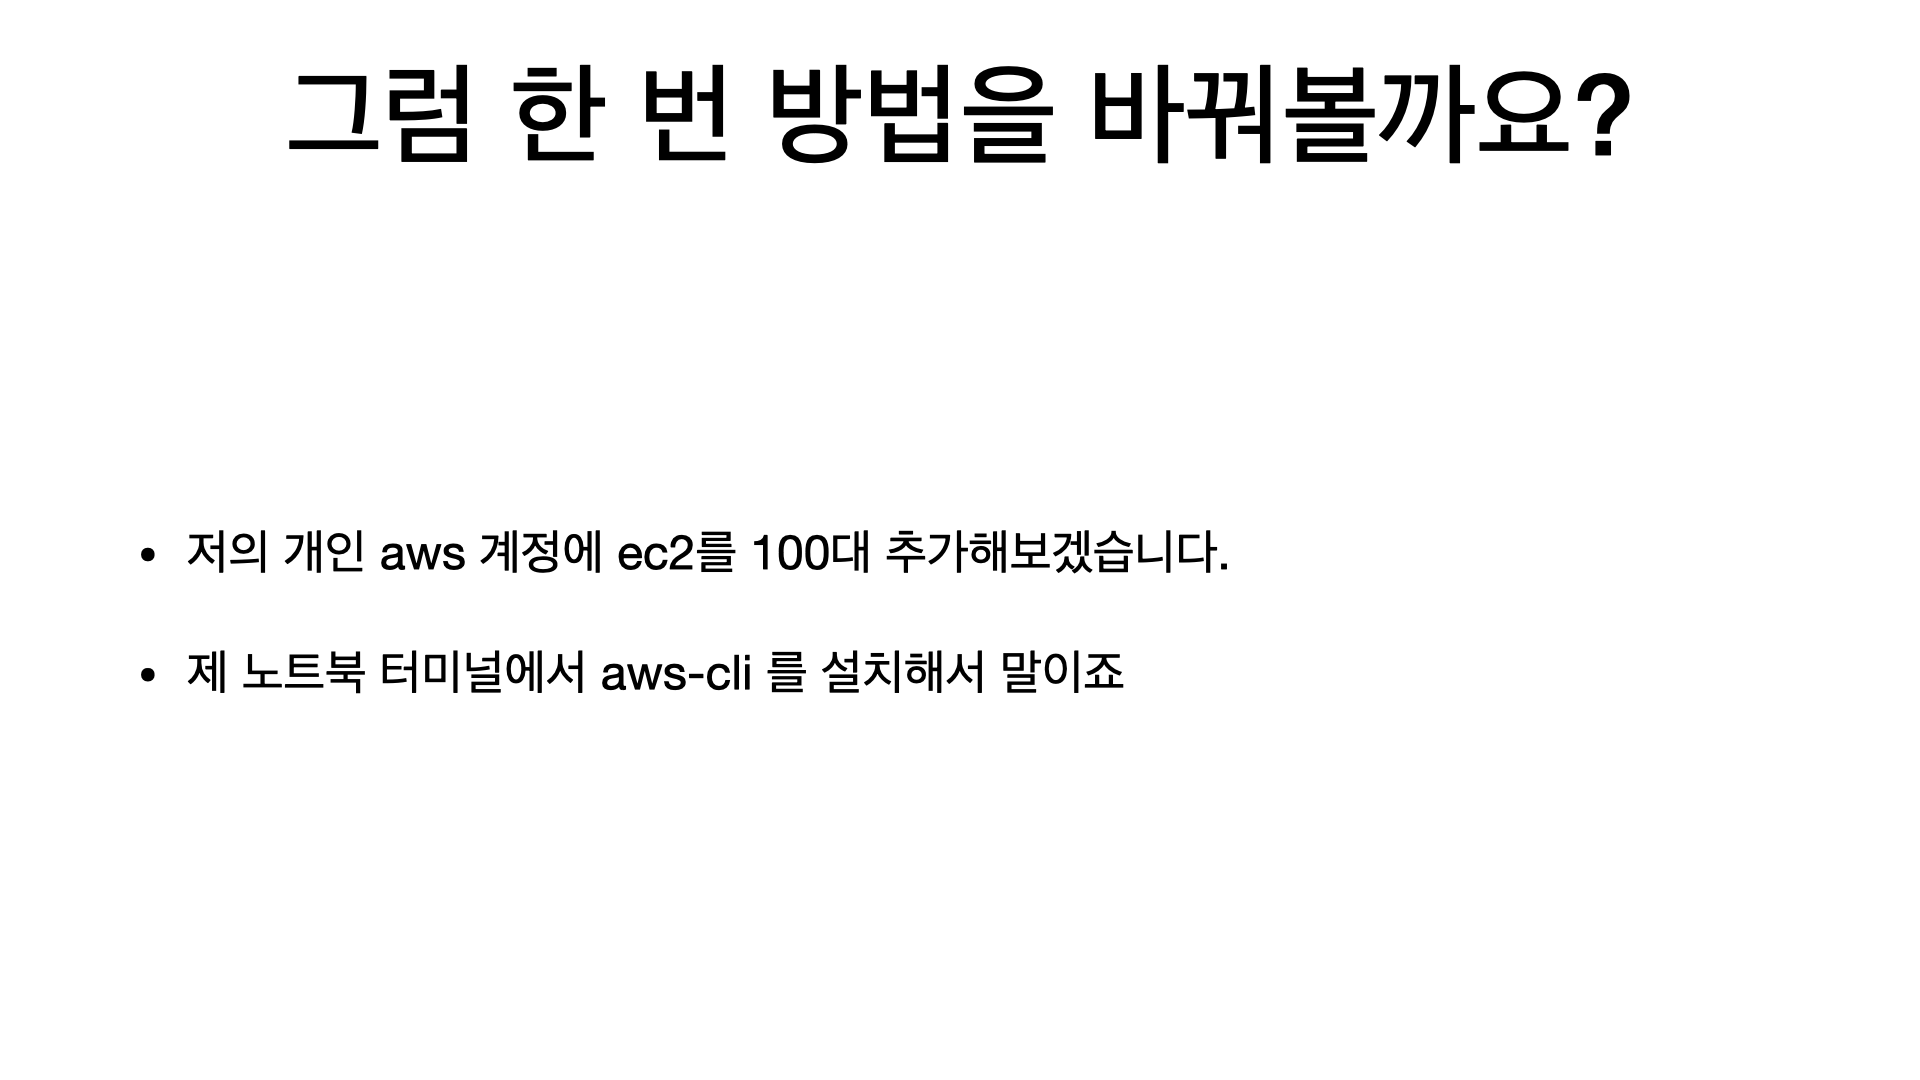 그럼 한 번 방법을 바꿔볼까요?
• 저의 개인 aws 계정에 ec2를 100대 추가해보겠습니다.
• 제 노트북 터미널에서 aws-cli 를 설치해서 말이죠